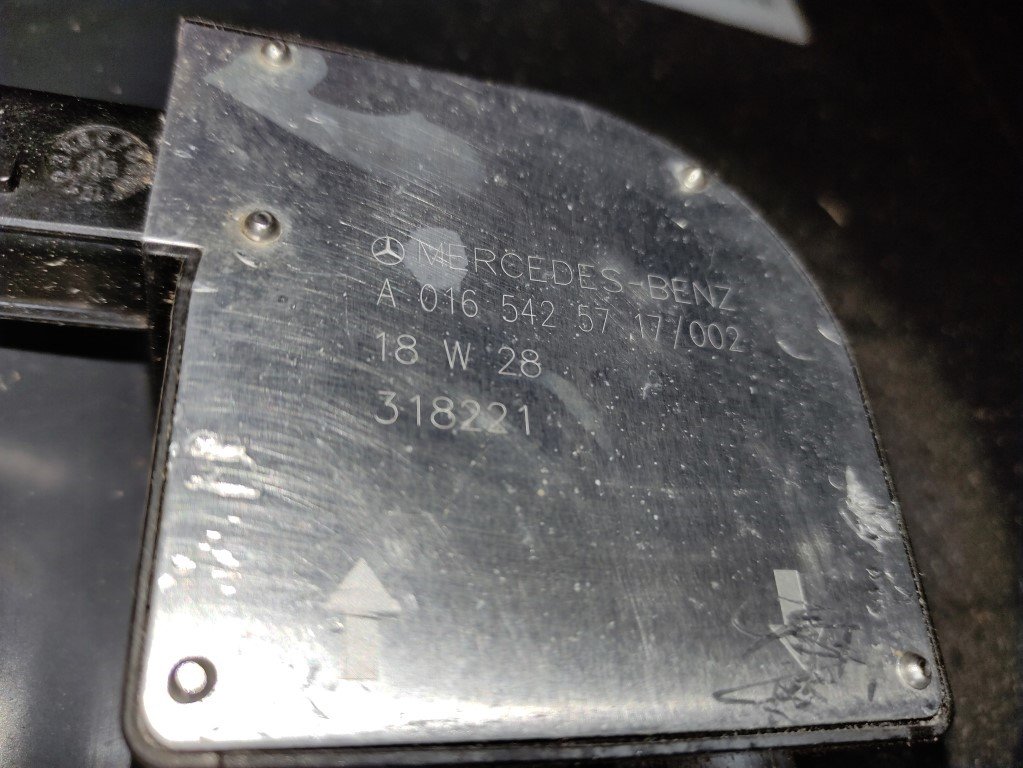 MERCEDES-BENZ
A 016 542 57 17/002
18 W 28
318221